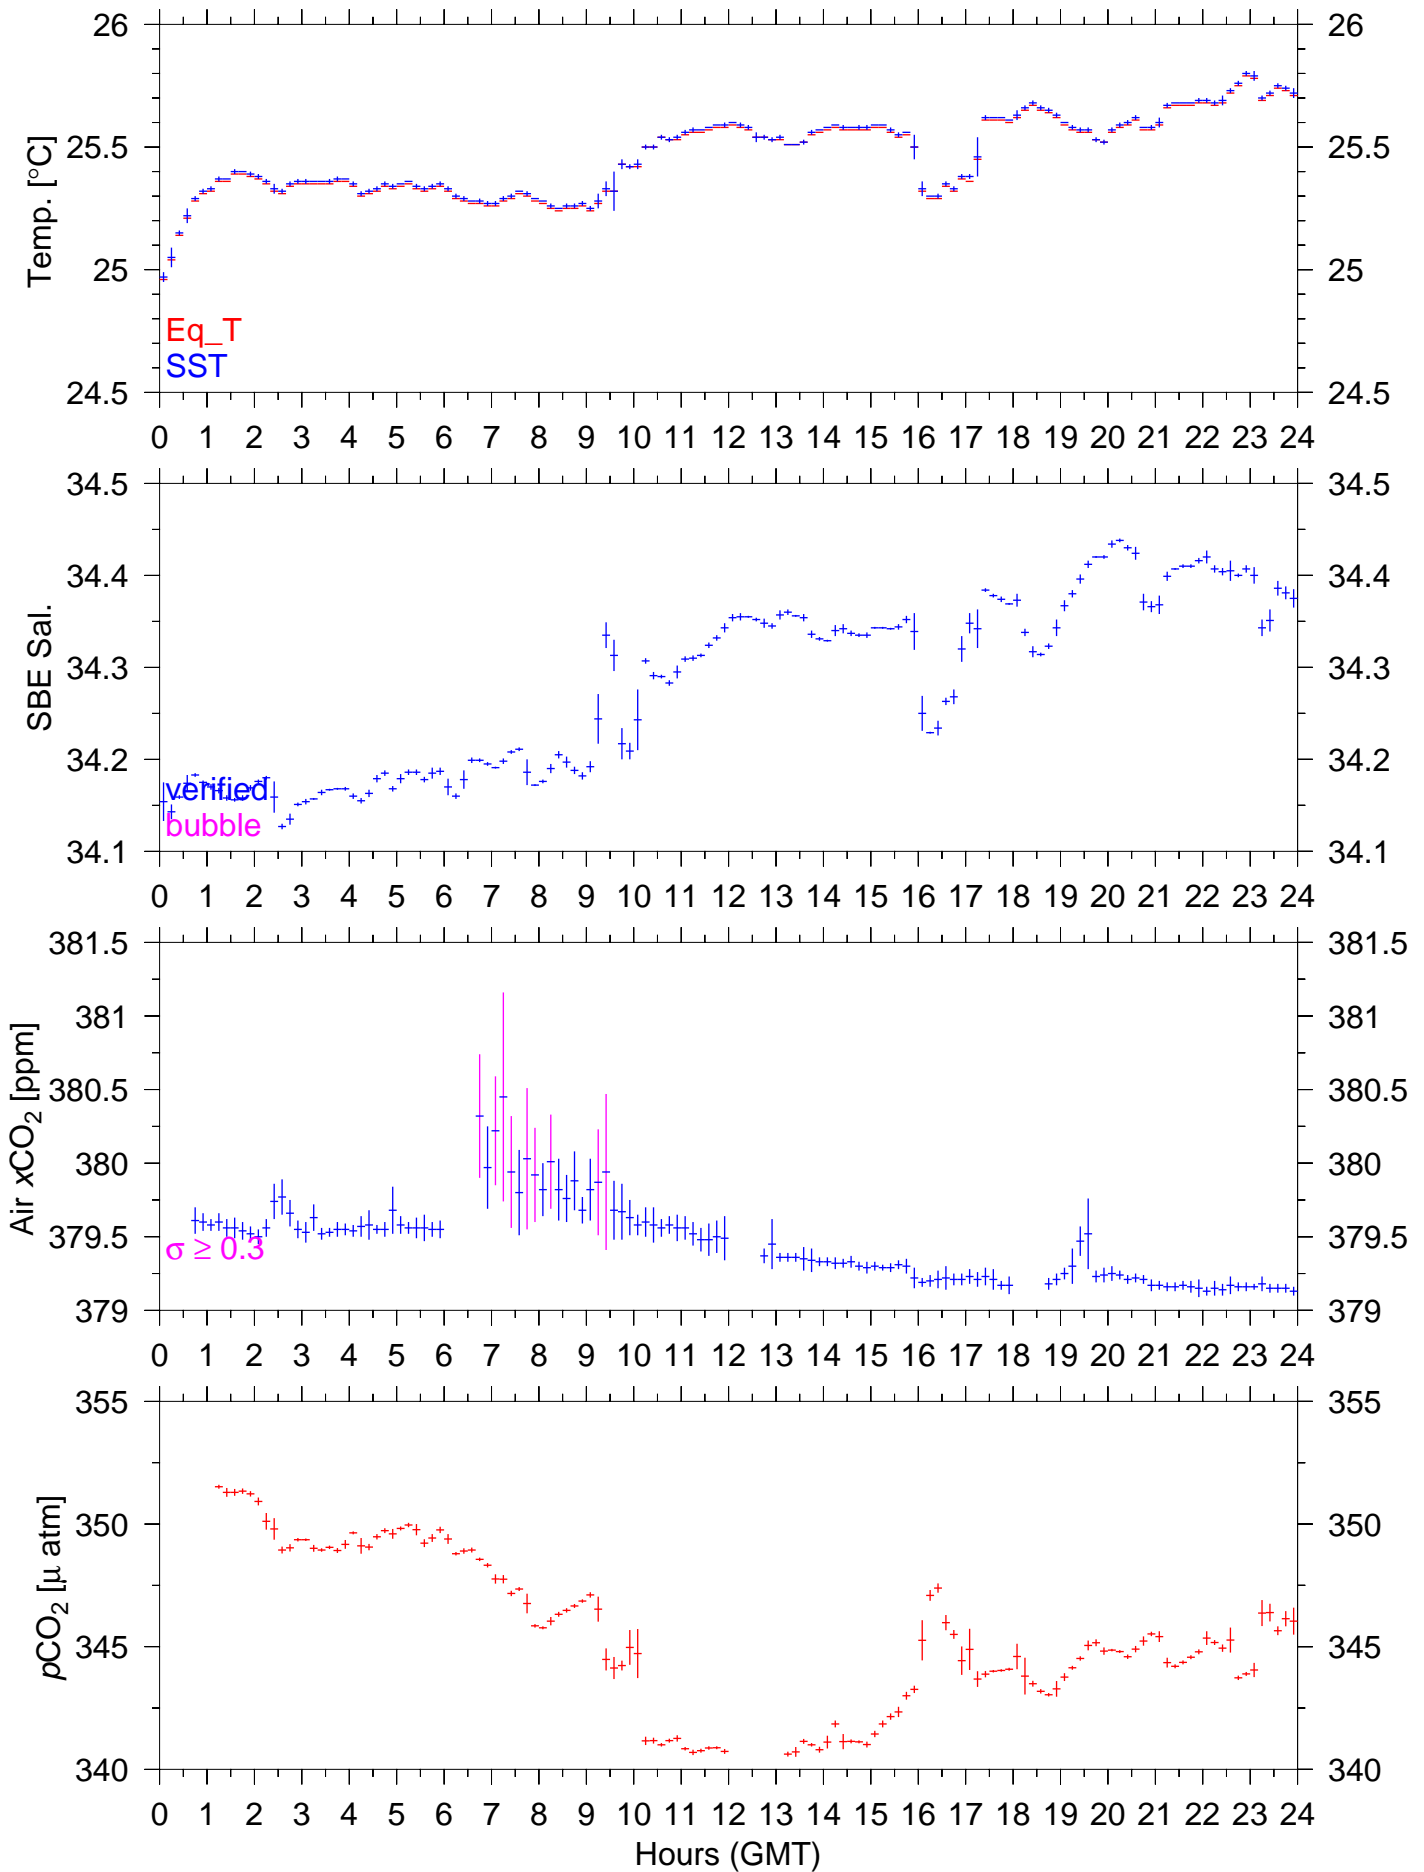 26 26
25.5 25.5
25 25
24.5 24.5
Temp. [°C]
Eq_T
SST
0 1 2 3 4 5 6 7 8 9 10 11 12 13 14 15 16 17 18 19 20 21 22 23 24
34.5 34.5
34.4 34.4
34.3 34.3
34.2 34.2
34.1 34.1
SBE Sal.
verified
bubble
0 1 2 3 4 5 6 7 8 9 10 11 12 13 14 15 16 17 18 19 20 21 22 23 24
381.5 381.5
381 381
380.5 380.5
380 380
379.5 379.5
379 379
Air xCO₂ [ppm]
σ ≥ 0.3
0 1 2 3 4 5 6 7 8 9 10 11 12 13 14 15 16 17 18 19 20 21 22 23 24
355 355
350 350
345 345
340 340
pCO₂ [µ atm]
0 1 2 3 4 5 6 7 8 9 10 11 12 13 14 15 16 17 18 19 20 21 22 23 24
Hours (GMT)